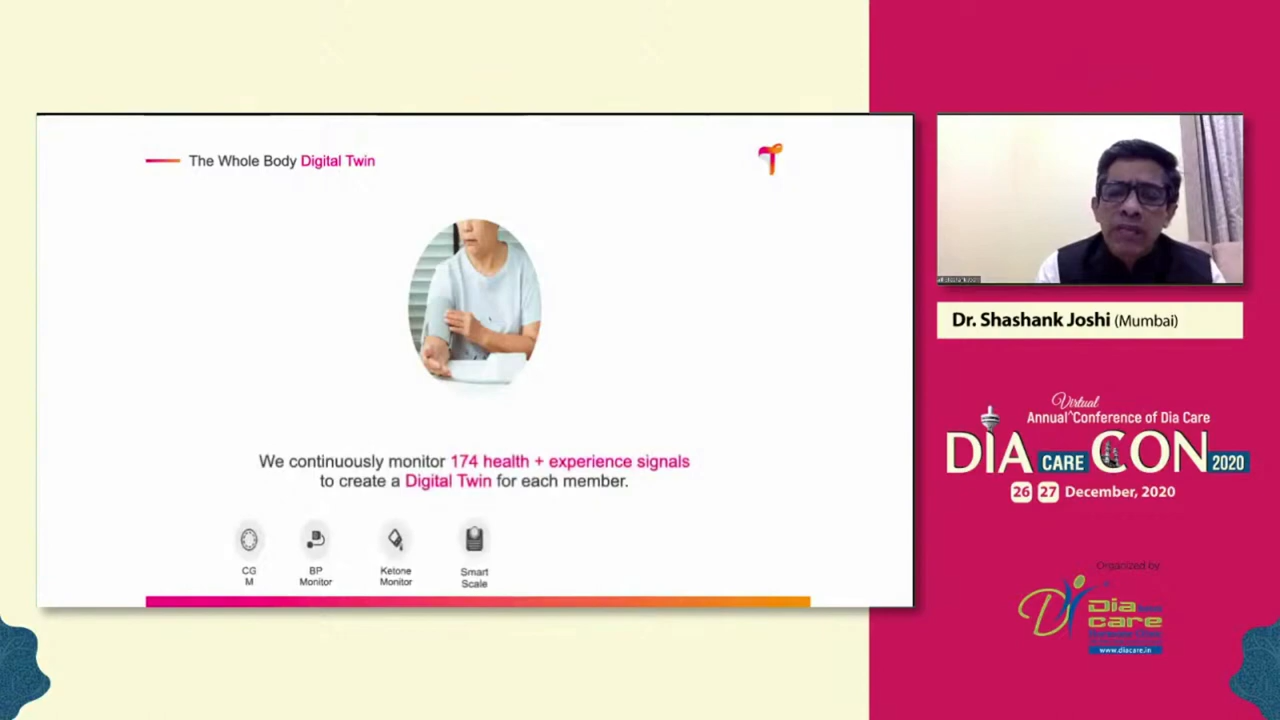 The Whole Body Digital Twin
We continuously monitor 174 health + experience signals
to create a Digital Twin for each member.
CG
M
BP
Monitor
Ketone
Monitor
Smart
Scale
Dr. Shashank Joshi (Mumbai)
Virtual
Annual^Conference of Dia Care
DIA CARE CON 2020
26 27 December, 2020
Organized by
Dia
care
www.diacare.in